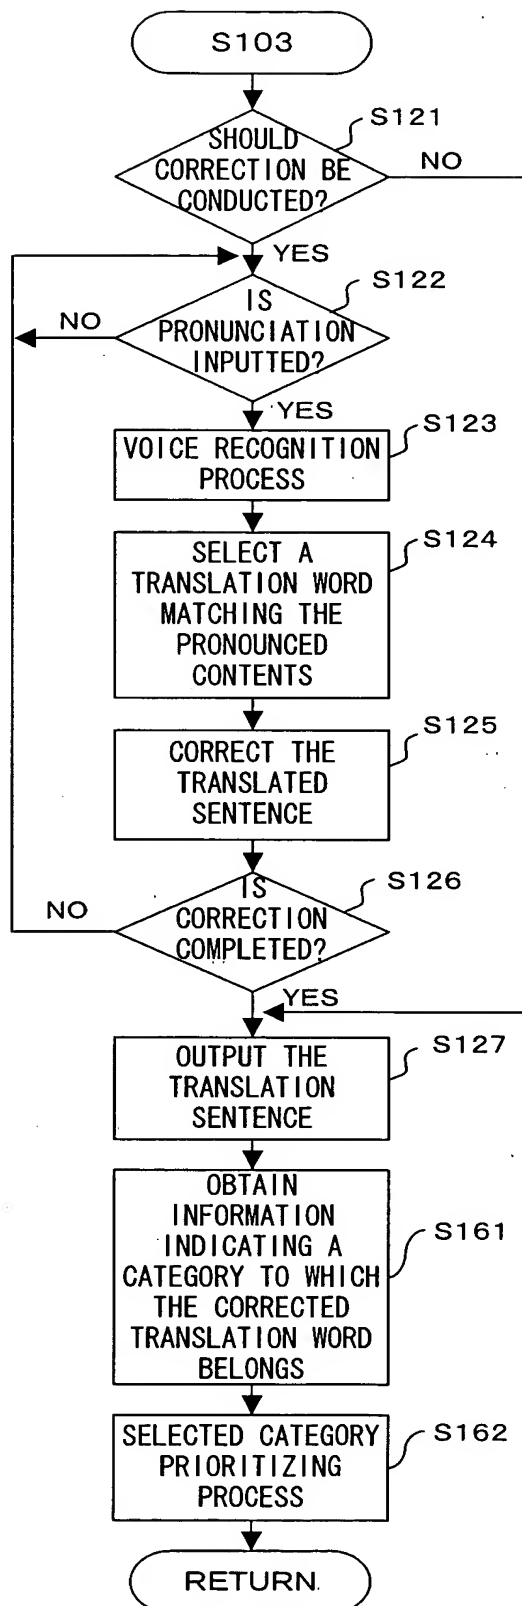 S103
S121
SHOULD
CORRECTION BE
CONDUCTED?
NO
YES
S122
IS
PRONUNCIATION
INPUTTED?
NO
YES
S123
VOICE RECOGNITION
PROCESS
S124
SELECT A
TRANSLATION WORD
MATCHING THE
PRONOUNCED
CONTENTS
S125
CORRECT THE
TRANSLATED
SENTENCE
S126
IS
CORRECTION
COMPLETED?
NO
YES
S127
OUTPUT THE
TRANSLATION
SENTENCE
S161
OBTAIN
INFORMATION
INDICATING A
CATEGORY TO WHICH
THE CORRECTED
TRANSLATION WORD
BELONGS
S162
SELECTED CATEGORY
PRIORITIZING
PROCESS
RETURN